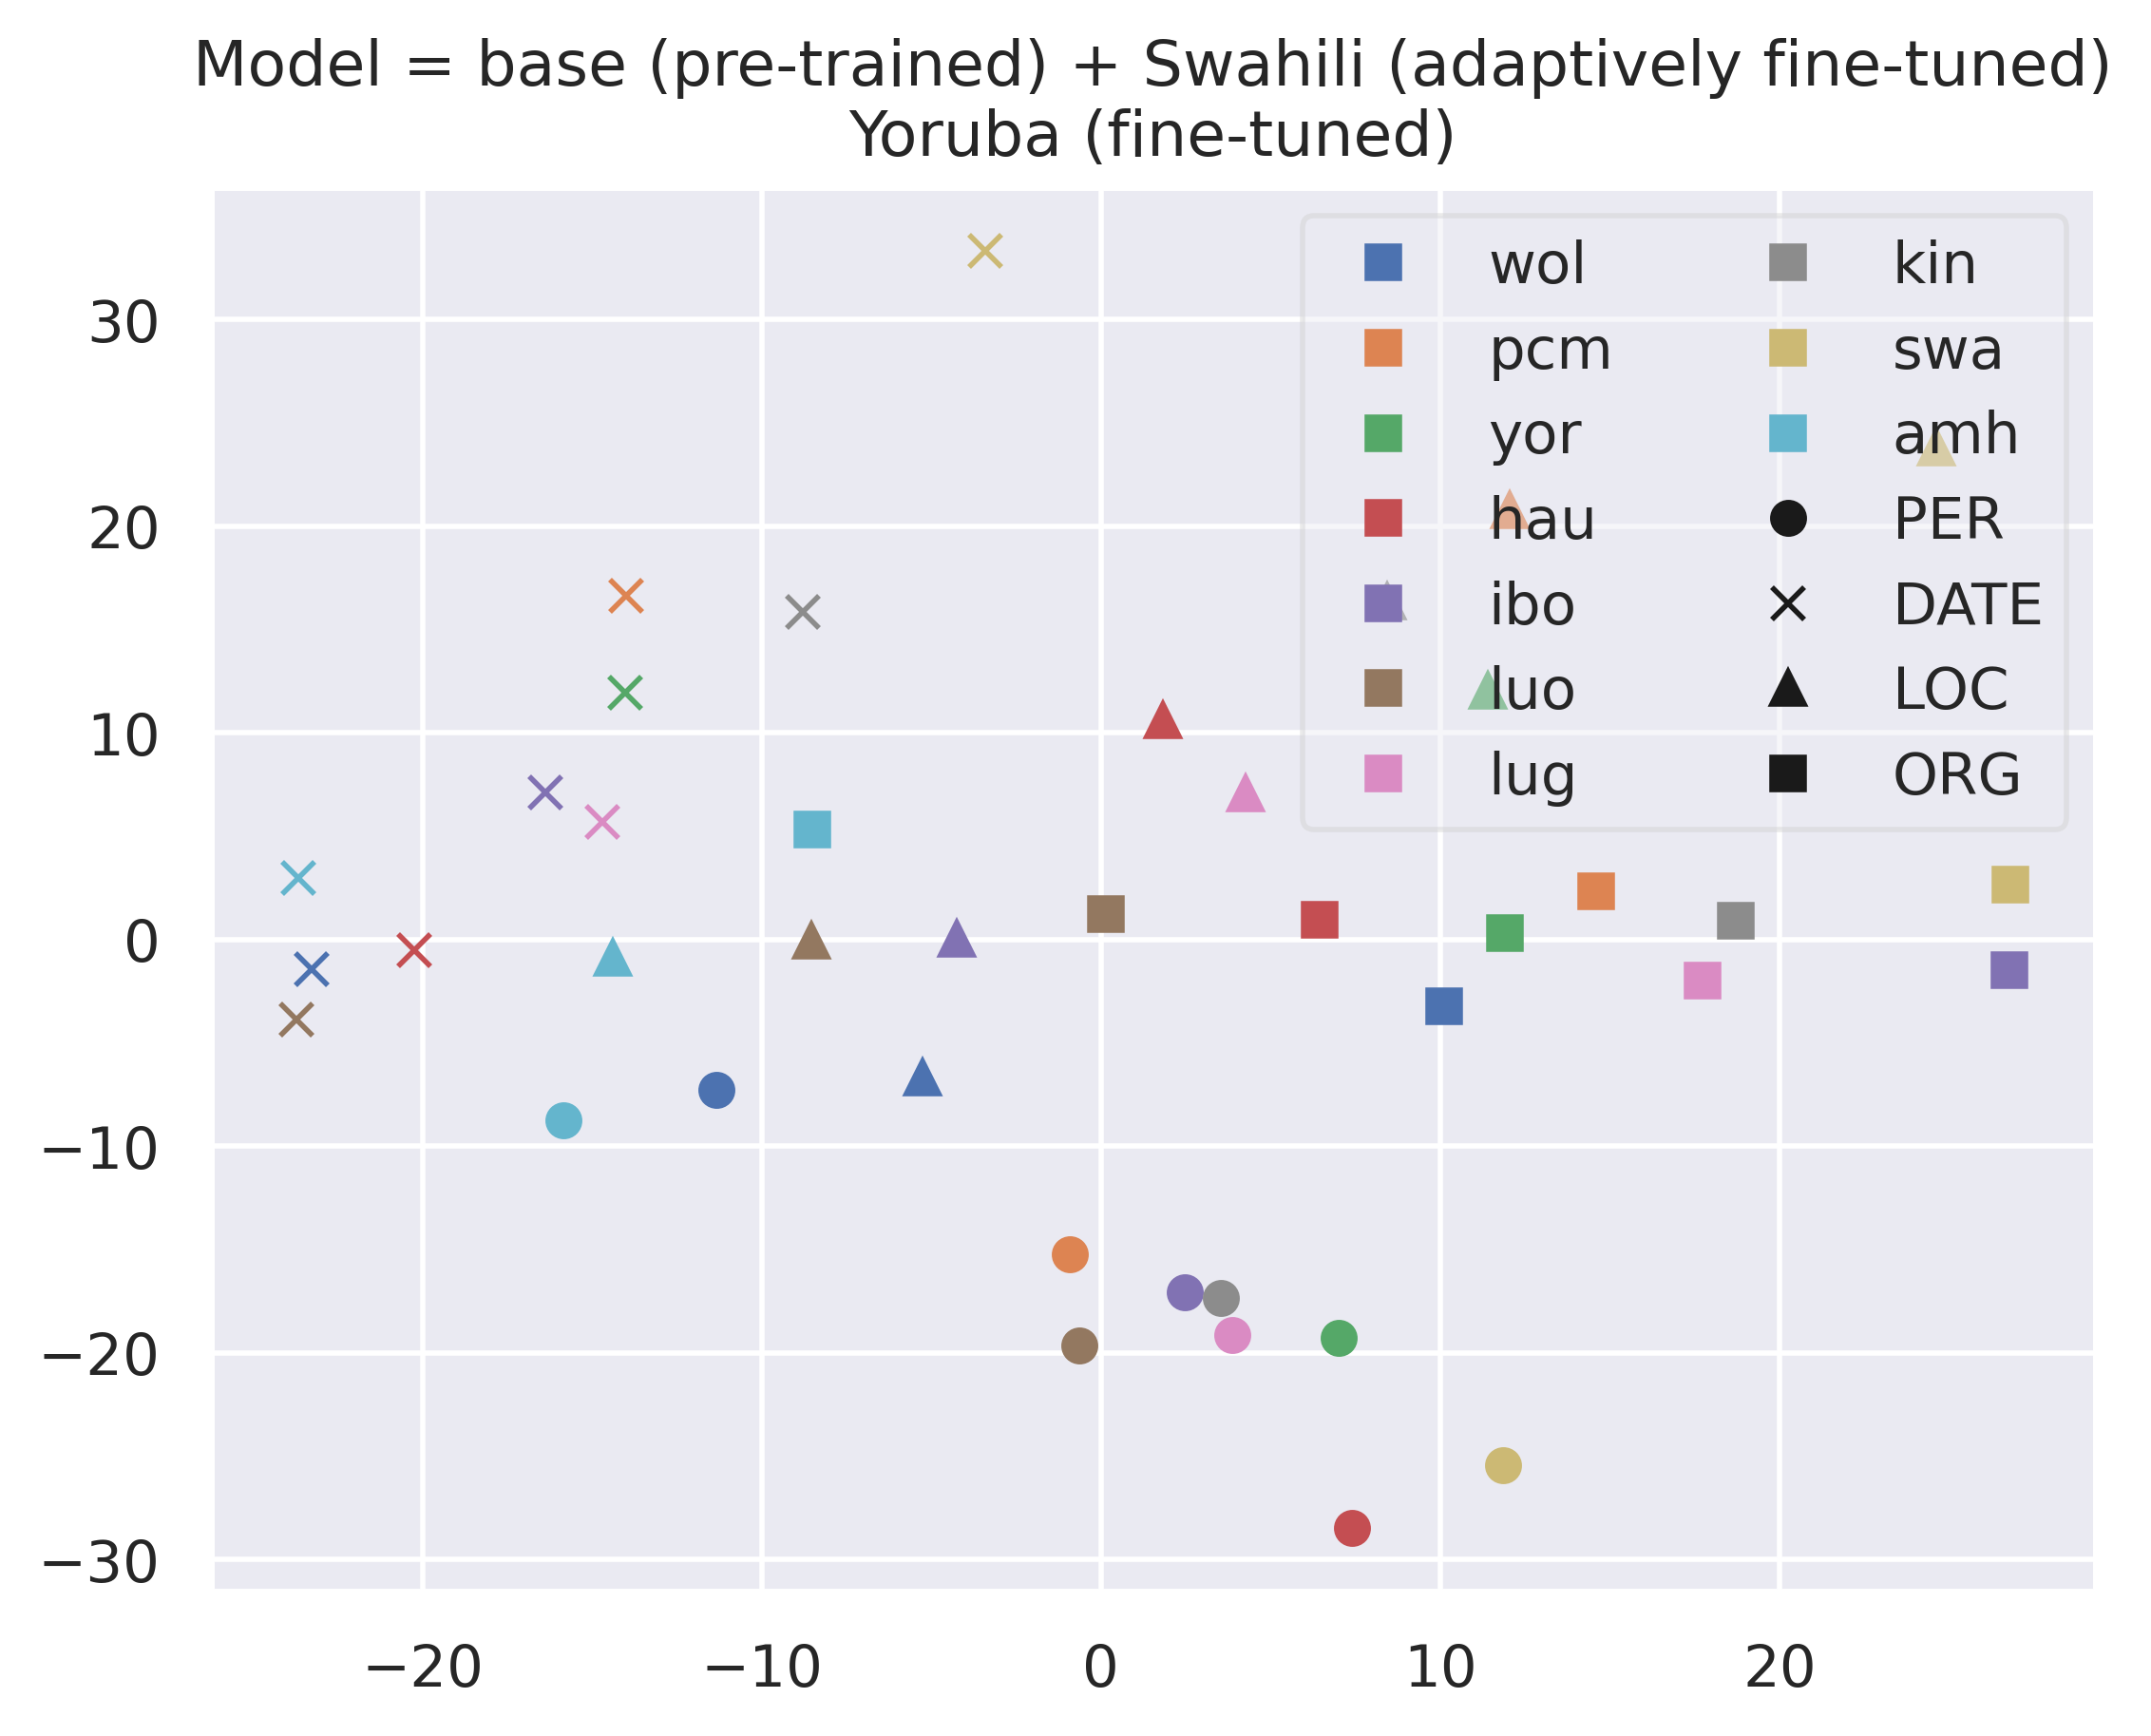 Model = base (pre-trained) + Swahili (adaptively fine-tuned)
Yoruba (fine-tuned)
30
20
10
0
−10
−20
−30
−20
−10
0
10
20
wol
pcm
yor
hau
ibo
luo
lug
kin
swa
amh
PER
DATE
LOC
ORG